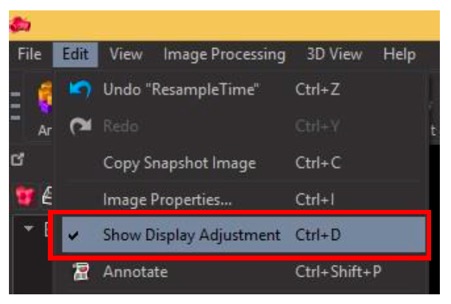 File Edit View Image Processing 3D View Help
Undo "ResampleTime" Ctrl+Z
Ar Redo Ctrl+Y t
Copy Snapshot Image Ctrl+C
Image Properties... Ctrl+I
Show Display Adjustment Ctrl+D
Annotate Ctrl+Shift+P